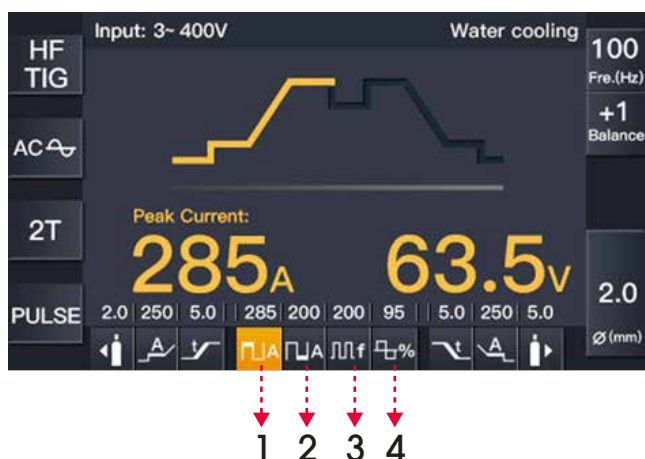 Input: 3~ 400V
Water cooling
HF
TIG
AC
2T
PULSE
100
Fre.(Hz)
+1
Balance
2.0
Ø(mm)
Peak Current:
285A
63.5V
2.0 250 5.0 285 200 200 95 5.0 250 5.0
A t A A f % t A
1 2 3 4